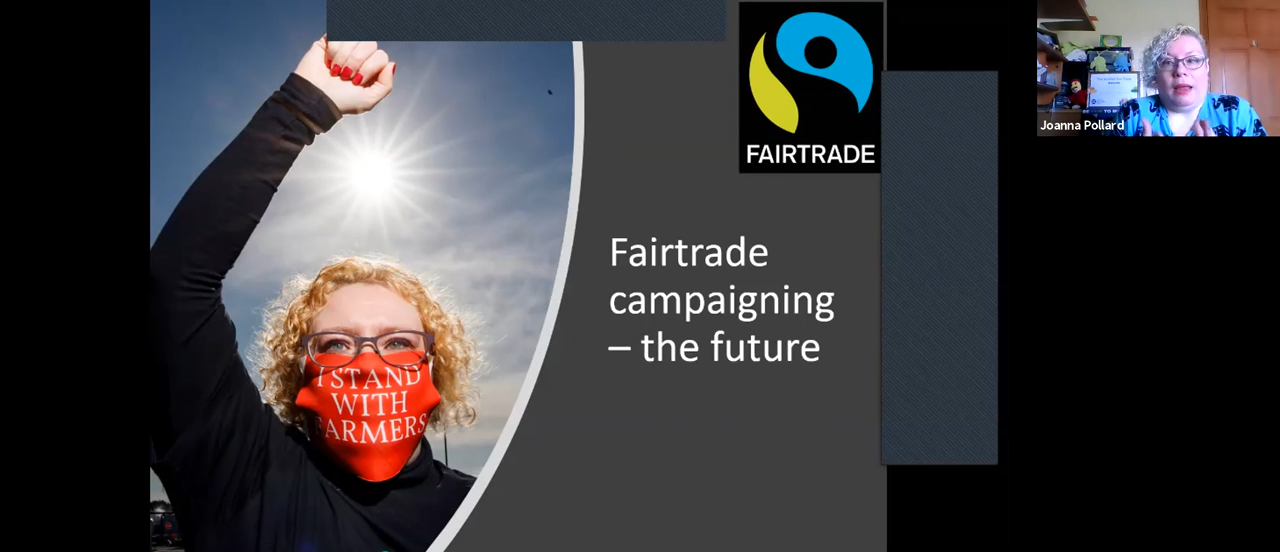 FAIRTRADE
Joanna Pollard
Fairtrade
campaigning
– the future
I STAND
WITH
FARMERS